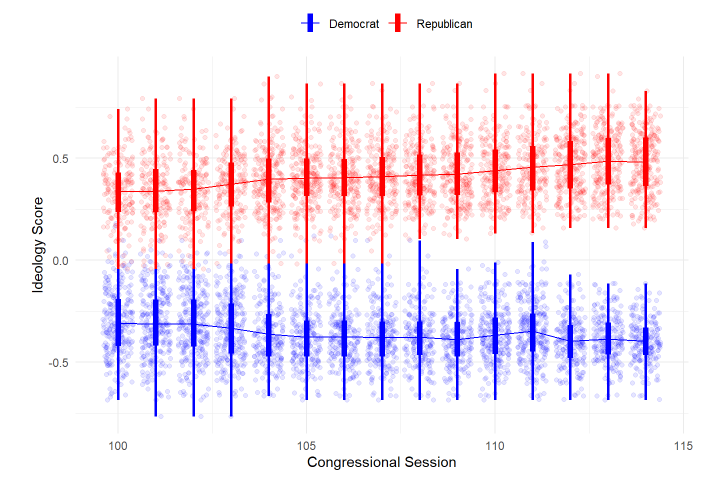 Democrat Republican
0.5
0.0
-0.5
Ideology Score
100 105 110 115
Congressional Session